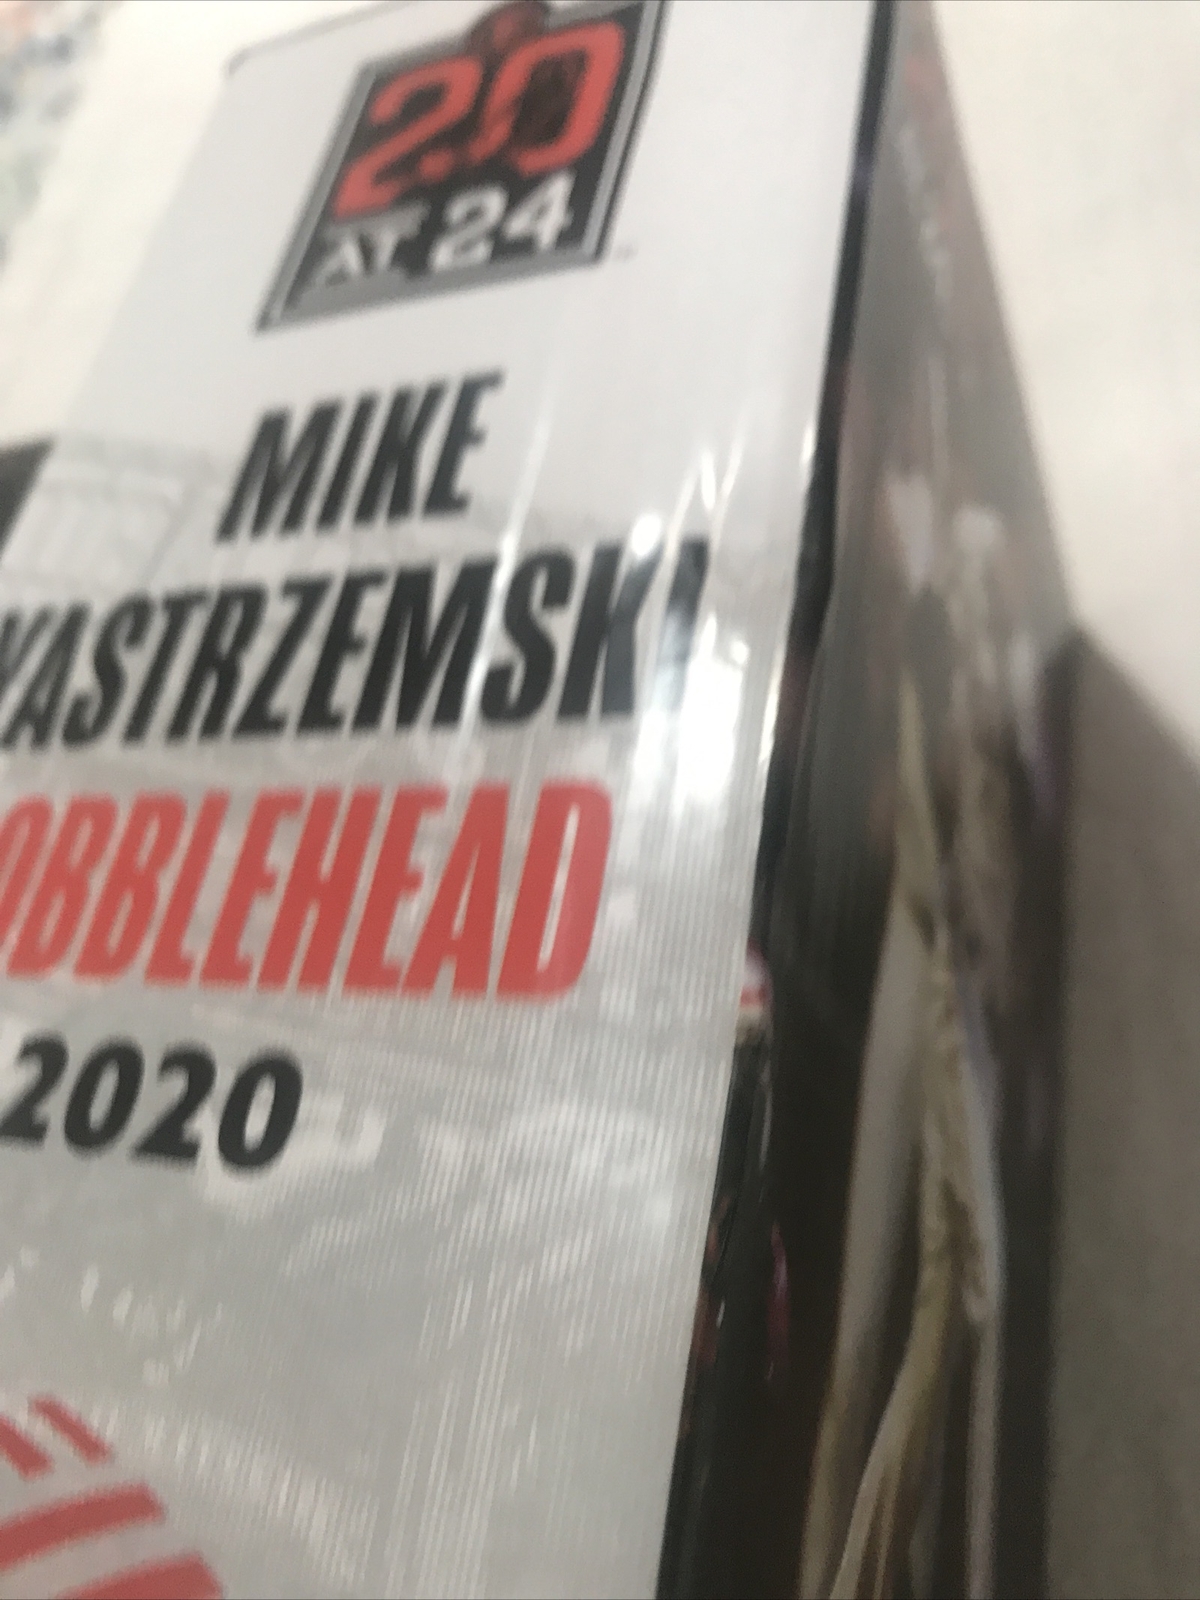 20
AT 24
MIKE
YASTRZEMSKI
OBBLEHEAD
2020